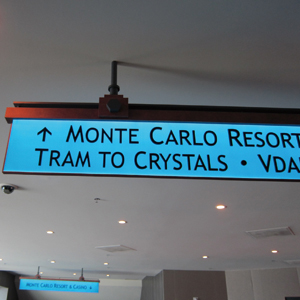 ↑ MONTE CARLO RESORT
TRAM TO CRYSTALS • VDA
MONTE CARLO RESORT & CASINO